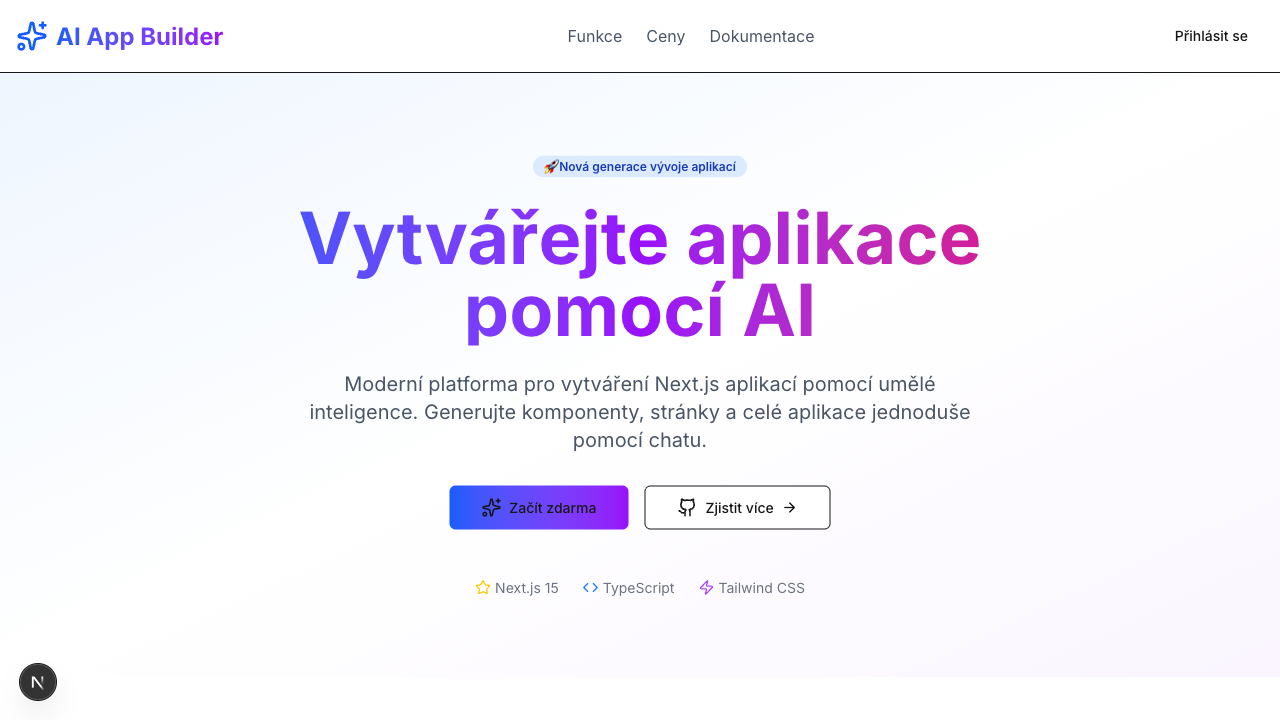 AI App Builder
Funkce Ceny Dokumentace
Přihlásit se
🚀Nová generace vývoje aplikací
Vytvářejte aplikace
pomocí AI
Moderní platforma pro vytváření Next.js aplikací pomocí umělé
inteligence. Generujte komponenty, stránky a celé aplikace jednoduše
pomocí chatu.
Začít zdarma
Zjistit více
Next.js 15 TypeScript Tailwind CSS
N